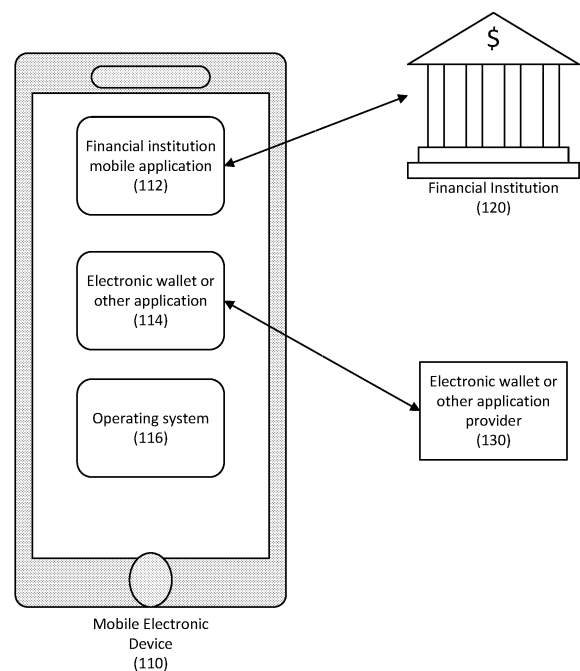 $
Financial institution
mobile application
(112)
Financial Institution
(120)
Electronic wallet or
other application
(114)
Electronic wallet or
other application
provider
(130)
Operating system
(116)
Mobile Electronic
Device
(110)